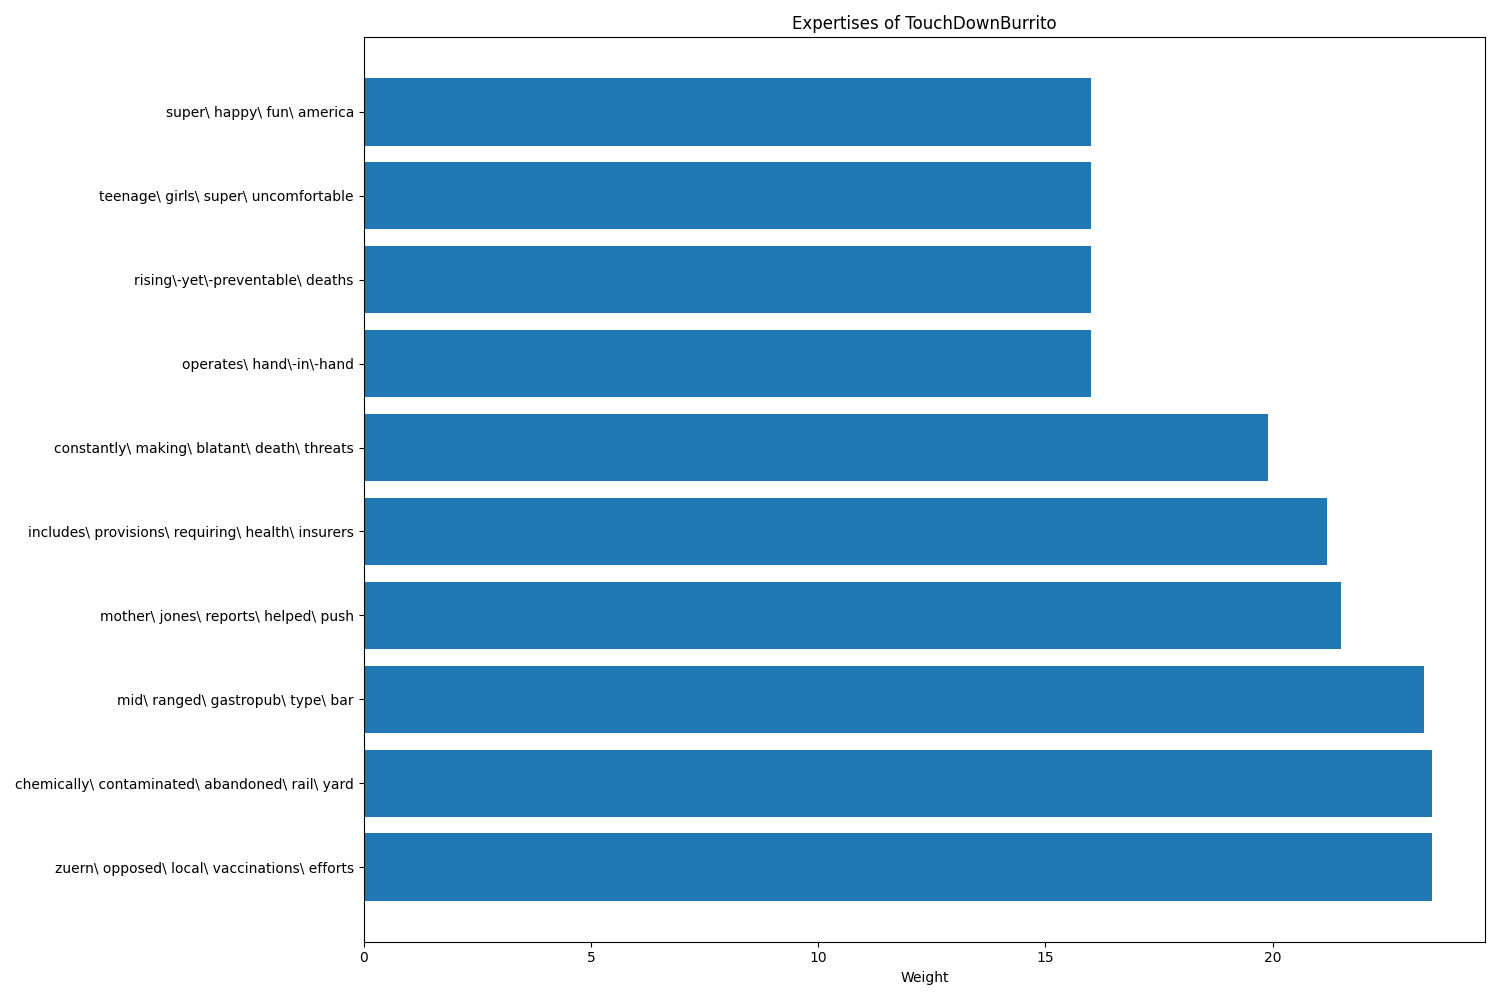 Expertises of TouchDownBurrito
super\ happy\ fun\ america
teenage\ girls\ super\ uncomfortable
rising\-yet\-preventable\ deaths
operates\ hand\-in\-hand
constantly\ making\ blatant\ death\ threats
includes\ provisions\ requiring\ health\ insurers
mother\ jones\ reports\ helped\ push
mid\ ranged\ gastropub\ type\ bar
chemically\ contaminated\ abandoned\ rail\ yard
zuern\ opposed\ local\ vaccinations\ efforts
0 5 10 15 20
Weight